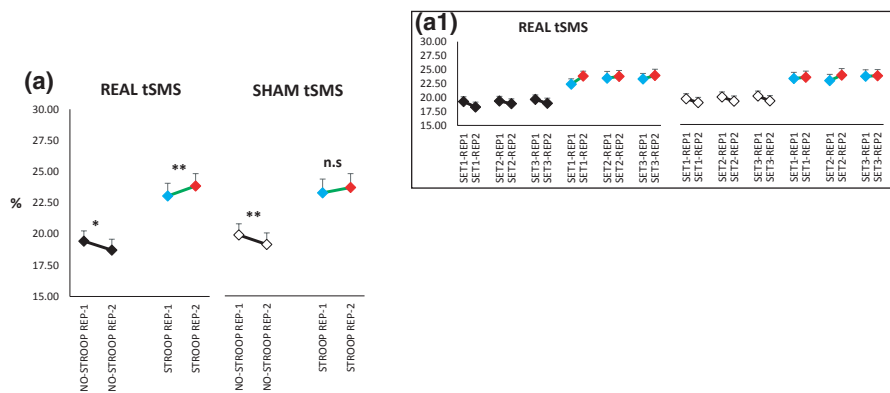 (a)
REAL tSMS
SHAM tSMS
30.00
27.50
25.00
22.50
20.00
17.50
15.00
%
*
**
**
n.s
NO-STROOP REP-1
NO-STROOP REP-2
STROOP REP-1
STROOP REP-2
NO-STROOP REP-1
NO-STROOP REP-2
STROOP REP-1
STROOP REP-2
(a1)
REAL tSMS
30.00
27.50
25.00
22.50
20.00
17.50
15.00
SET1-REP1
SET1-REP2
SET2-REP1
SET2-REP2
SET3-REP1
SET3-REP2
SET1-REP1
SET1-REP2
SET2-REP1
SET2-REP2
SET3-REP1
SET3-REP2
SET1-REP1
SET1-REP2
SET2-REP1
SET2-REP2
SET3-REP1
SET3-REP2
SET1-REP1
SET1-REP2
SET2-REP1
SET2-REP2
SET3-REP1
SET3-REP2